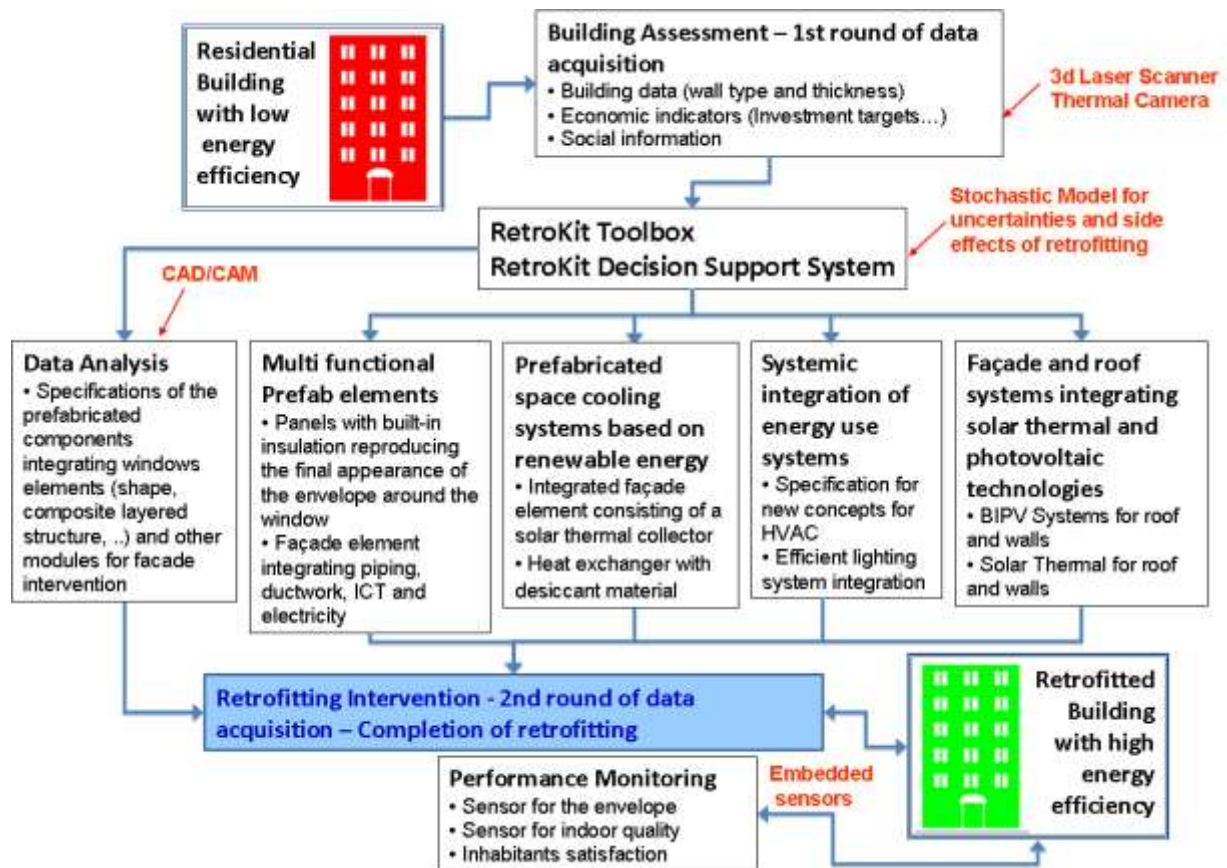 Residential
Building
with low
energy
efficiency
Building Assessment – 1st round of data
acquisition
• Building data (wall type and thickness)
• Economic indicators (Investment targets…)
• Social information
3d Laser Scanner
Thermal Camera
Stochastic Model for
uncertainties and side
effects of retrofitting
RetroKit Toolbox
RetroKit Decision Support System
CAD/CAM
Data Analysis
• Specifications of the
prefabricated
components
integrating windows
elements (shape,
composite layered
structure, ..) and other
modules for facade
intervention
Multi functional
Prefab elements
• Panels with built-in
insulation reproducing
the final appearance of
the envelope around the
window
• Façade element
integrating piping,
ductwork, ICT and
electricity
Prefabricated
space cooling
systems based on
renewable energy
• Integrated façade
element consisting of a
solar thermal collector
• Heat exchanger with
desiccant material
Systemic
integration of
energy use
systems
• Specification for
new concepts for
HVAC
• Efficient lighting
system integration
Façade and roof
systems integrating
solar thermal and
photovoltaic
technologies
• BIPV Systems for roof
and walls
• Solar Thermal for roof
and walls
Retrofitting Intervention - 2nd round of data
acquisition – Completion of retrofitting
Retrofitted
Building
with high
energy
efficiency
Performance Monitoring
• Sensor for the envelope
• Sensor for indoor quality
• Inhabitants satisfaction
Embedded
sensors